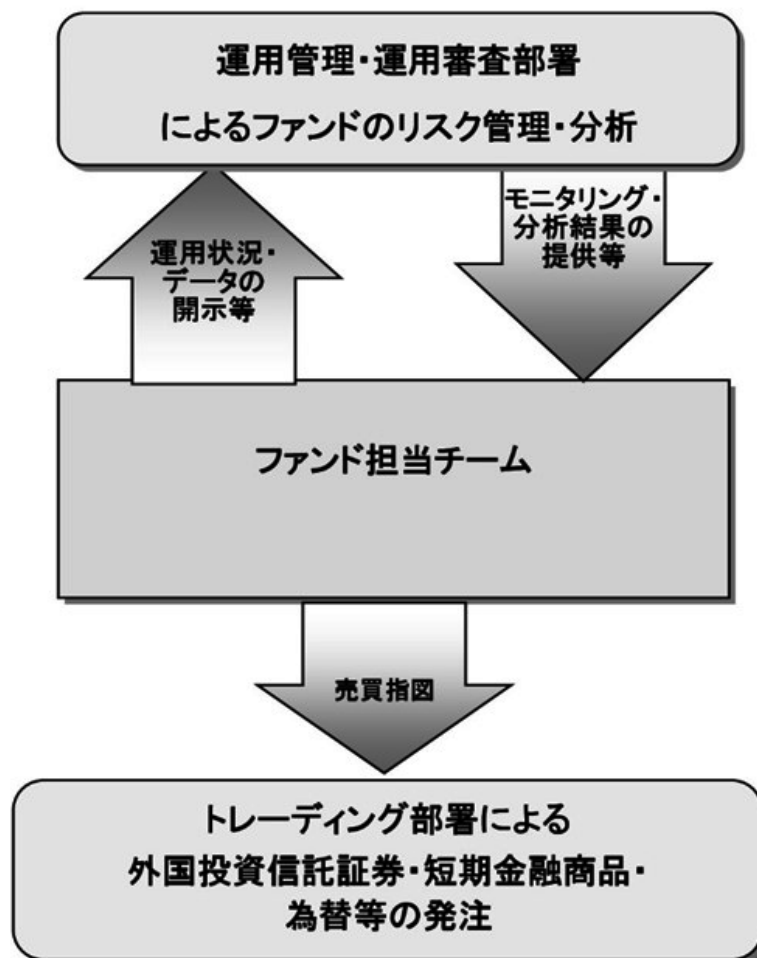 運用管理・運用審査部署
によるファンドのリスク管理・分析
運用状況・
データの
開示等
モニタリング・
分析結果の
提供等
ファンド担当チーム
売買指図
トレーディング部署による
外国投資信託証券・短期金融商品・
為替等の発注